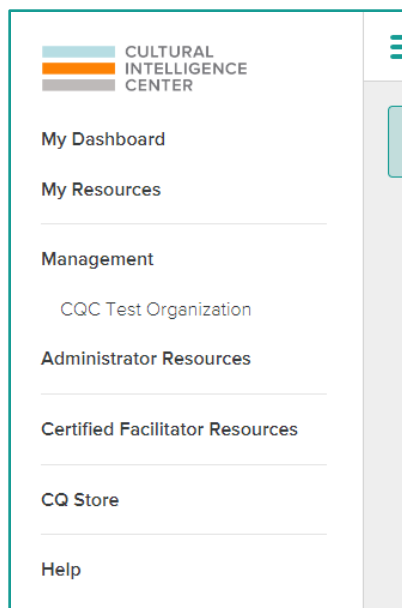 CULTURAL
INTELLIGENCE
CENTER
My Dashboard
My Resources
Management
CQC Test Organization
Administrator Resources
Certified Facilitator Resources
CQ Store
Help